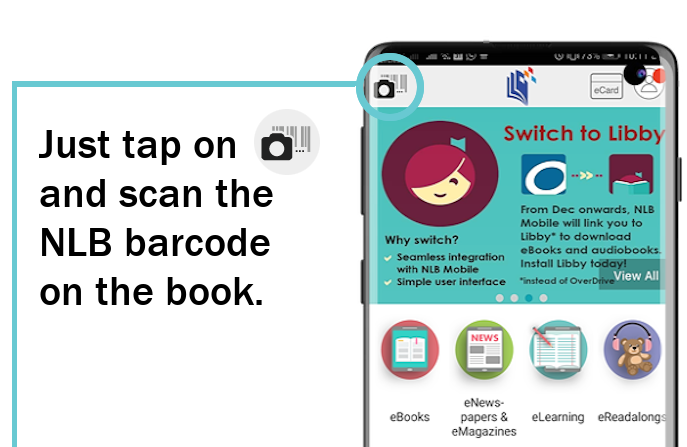 Just tap on
and scan the
NLB barcode
on the book.
eCard
Switch to Libby
From Dec onwards, NLB
Mobile will link you to
Libby* to download
eBooks and audiobooks.
Install Libby today!
*instead of OverDrive
View All
Why switch?
Seamless integration
with NLB Mobile
Simple user interface
NEWS
eBooks
eNews-
papers &
eMagazines
eLearning
eReadalongs